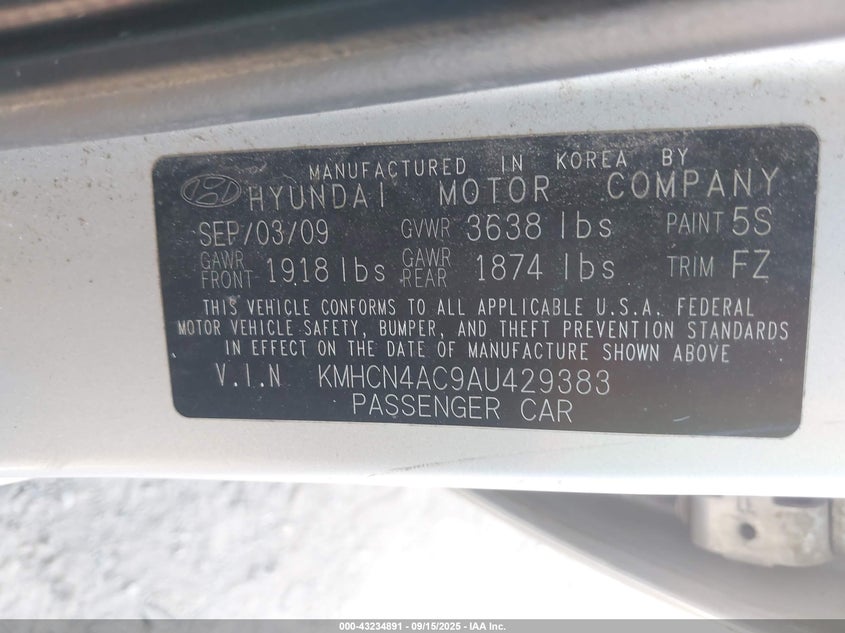 MANUFACTURED IN KOREA BY
HYUNDAI MOTOR COMPANY
SEP/03/09 GVWR 3638 lbs PAINT 5S
GAWR FRONT 1918 lbs GAWR REAR 1874 lbs TRIM FZ
THIS VEHICLE CONFORMS TO ALL APPLICABLE U.S.A. FEDERAL
MOTOR VEHICLE SAFETY, BUMPER, AND THEFT PREVENTION STANDARDS
IN EFFECT ON THE DATE OF MANUFACTURE SHOWN ABOVE
V.I.N KMHCN4AC9AU429383
PASSENGER CAR
000-43234891 - 09/15/2025 - IAA Inc.